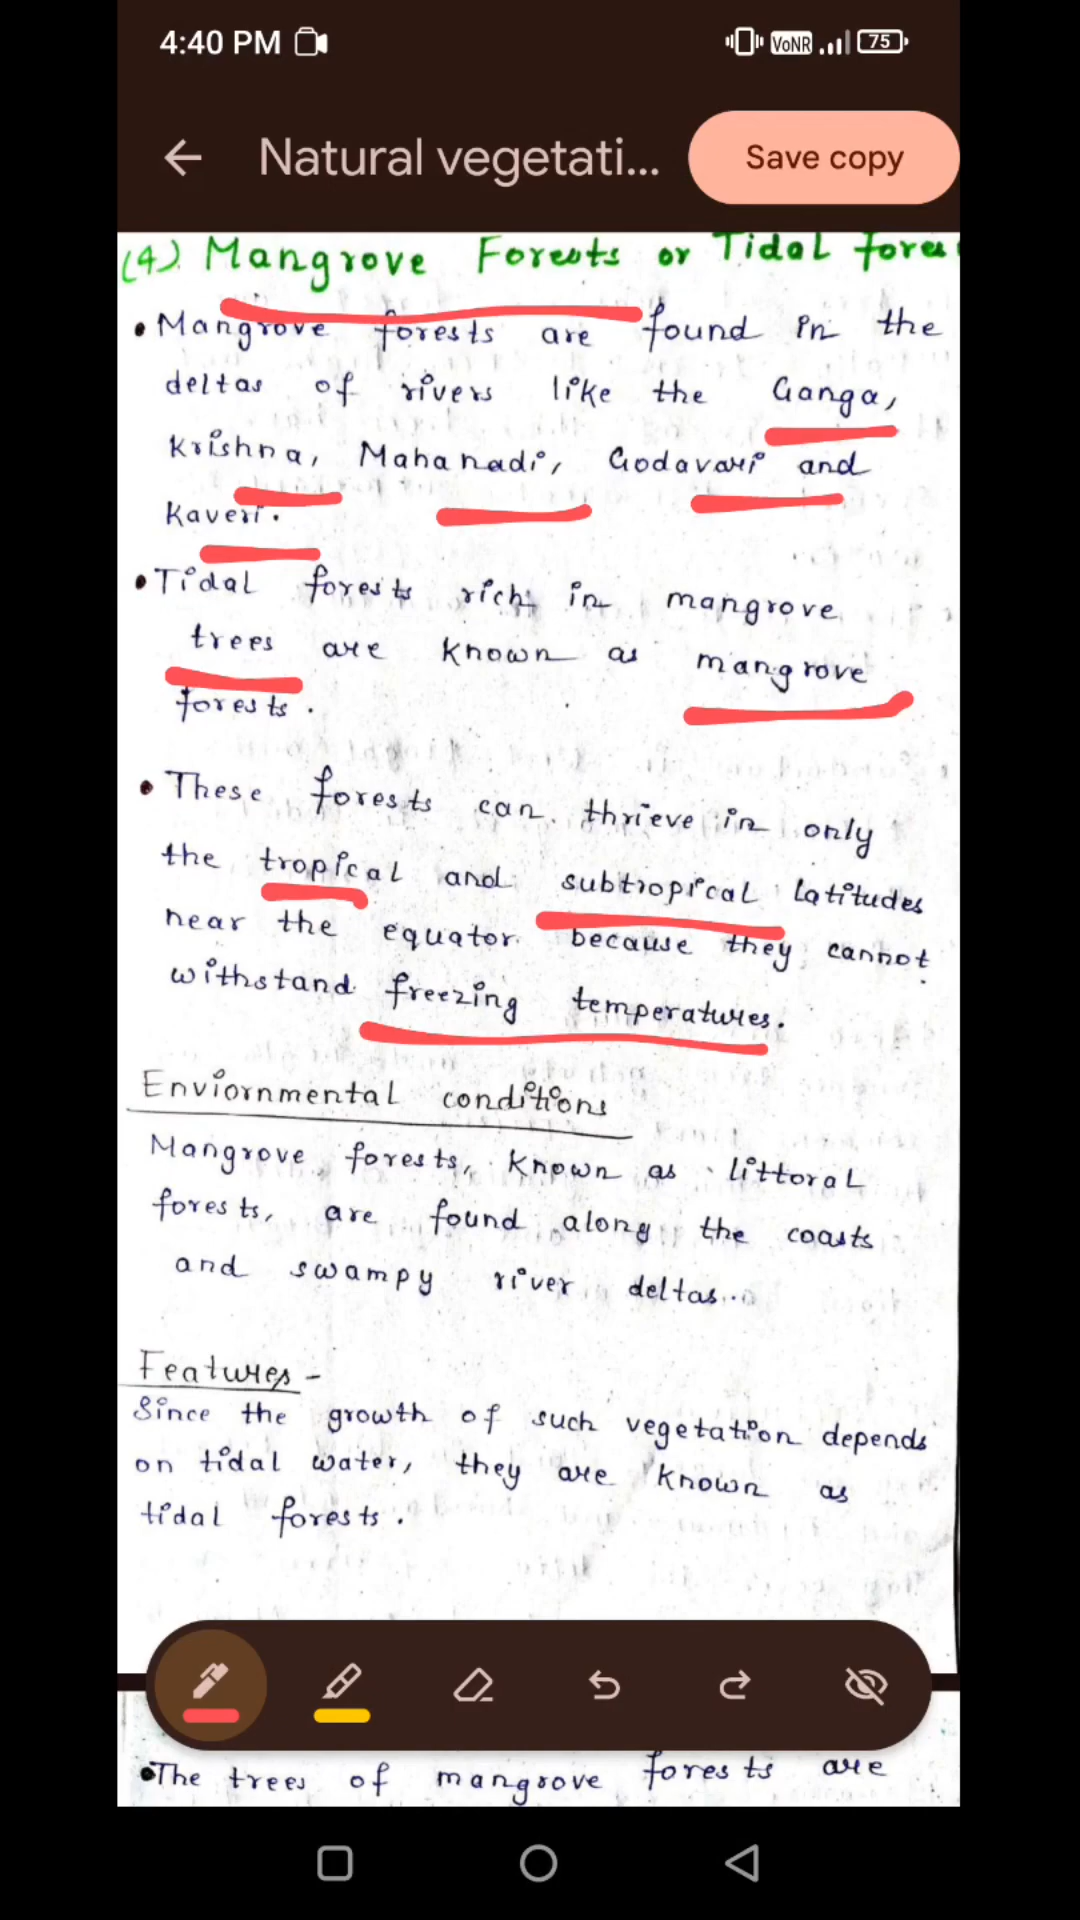 4:40 PM
VoNR 75
Natural vegetati...
Save copy
(4) Mangrove Forests or Tidal fores
• Mangrove forests are found in the
deltas of rivers like the Ganga,
Krishna, Mahanadi, Godavari and
Kaveri.
• Tidal forests rich in mangrove
trees are known as mangrove
forests.
• These forests can thrieve in only
the tropical and subtropical latitudes
near the equator because they cannot
withstand freezing temperatures.
Enviornmental conditions
Mangrove forests, known as littoral
forests, are found along the coasts
and swampy river deltas..
Features -
Since the growth of such vegetation depends
on tidal water, they are known as
tidal forests.
• The trees of mangrove forests are